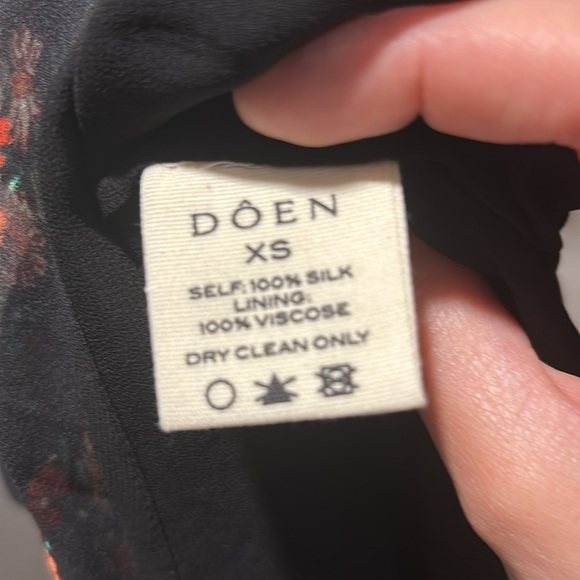 DÔEN
XS
SELF: 100% SILK
LINING:
100% VISCOSE
DRY CLEAN ONLY